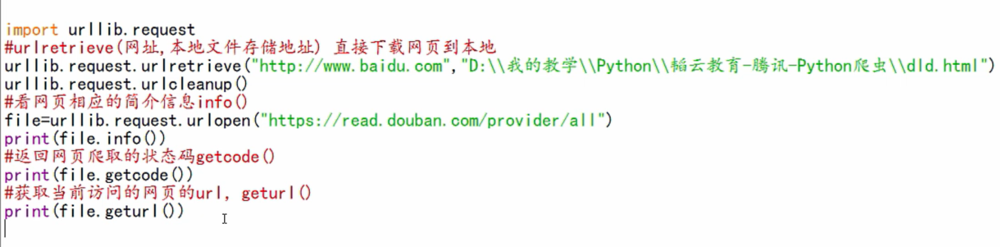 import urllib.request
#urlretrieve(网址,本地文件存储地址) 直接下载网页到本地
urllib.request.urlretrieve("http://www.baidu.com","D:\\我的教学\\Python\\韬云教育-腾讯-Python爬虫\\dld.html")
urllib.request.urlcleanup()
#看网页相应的简介信息info()
file=urllib.request.urlopen("https://read.douban.com/provider/all")
print(file.info())
#返回网页爬取的状态码getcode()
print(file.getcode())
#获取当前访问的网页的url, geturl()
print(file.geturl())